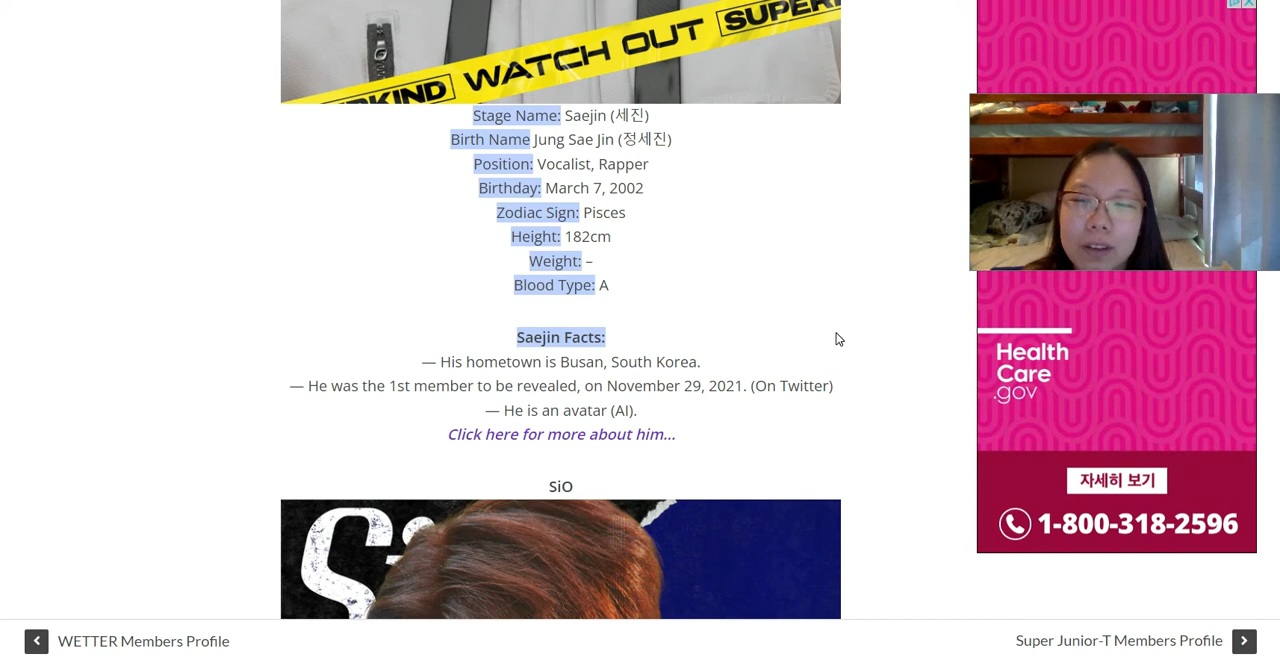 SUPER
WATCH OUT
ERKIND
Stage Name: Saejin (세진)
Birth Name Jung Sae Jin (정세진)
Position: Vocalist, Rapper
Birthday: March 7, 2002
Zodiac Sign: Pisces
Height: 182cm
Weight: –
Blood Type: A
Saejin Facts:
— His hometown is Busan, South Korea.
— He was the 1st member to be revealed, on November 29, 2021. (On Twitter)
— He is an avatar (AI).
Click here for more about him...
SiO
Health
Care
.gov
자세히 보기
1-800-318-2596
WETTER Members Profile
Super Junior-T Members Profile